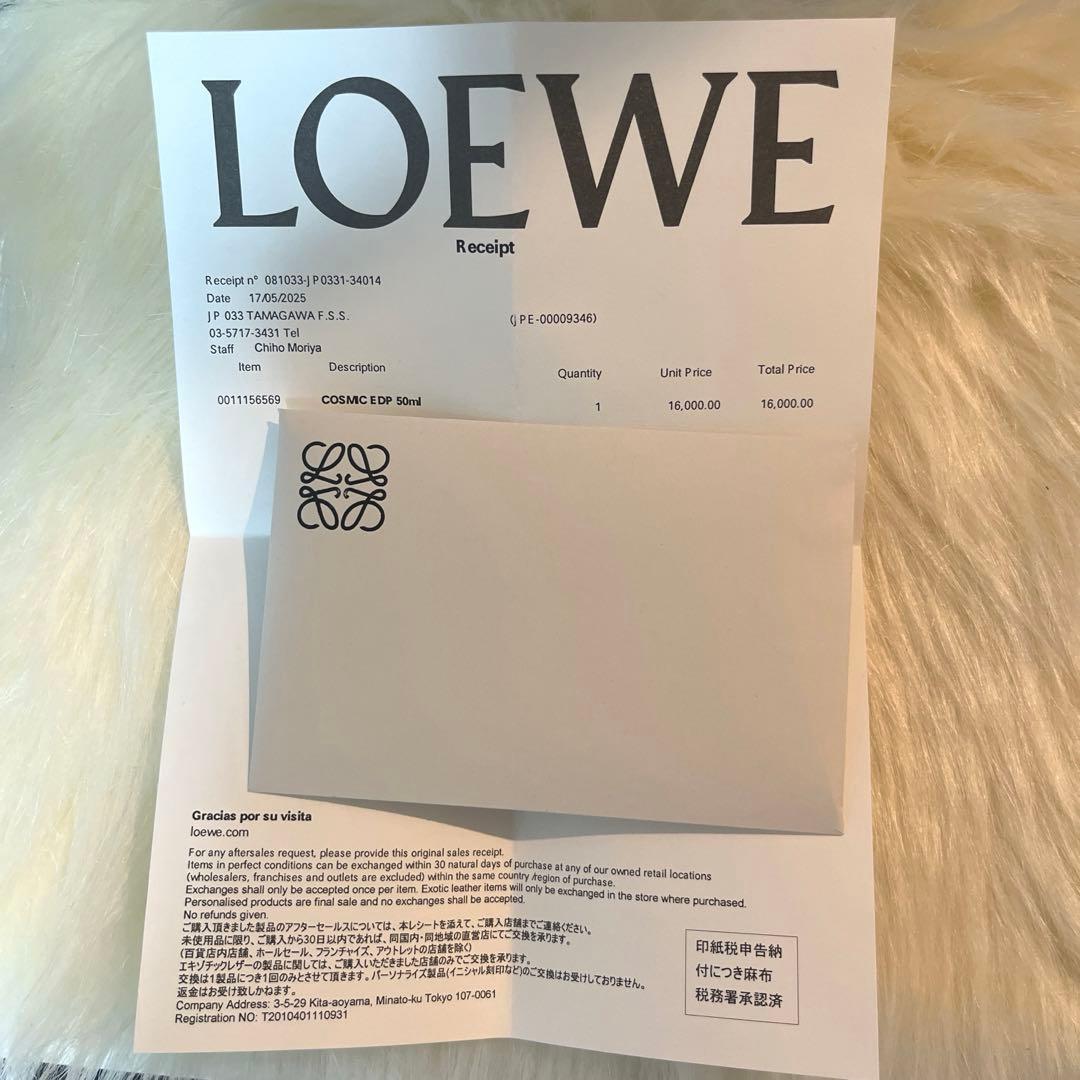 LOEWE
Receipt
Receipt n° 081033-JP0331-34014
Date 17/05/2025
JP 033 TAMAGAWA F.S.S.
(JPE-00009346)
03-5717-3431 Tel
Staff Chiho Moriya
Item Description Quantity Unit Price Total Price
0011156569 COSMIC EDP 50ml 1 16,000.00 16,000.00
Gracias por su visita
loewe.com
For any aftersales request, please provide this original sales receipt.
Items in perfect conditions can be exchanged within 30 natural days of purchase at any of our owned retail locations
(wholesalers, franchises and outlets are excluded) within the same country /region of purchase.
Exchanges shall only be accepted once per item. Exotic leather items will only be exchanged in the store where purchased.
Personalised products are final sale and no exchanges shall be accepted.
No refunds given.
ご購入頂きました製品のアフターセールスについては、本レシートを添えて、ご購入店舗までご連絡ください。
未使用品に限り、ご購入から30日以内であれば、同国内・同地域の直営店にてご交換を承ります。
(百貨店内店舗、ホールセール、フランチャイズ、アウトレットの店舗を除く)
エキゾチックレザーの製品に関しては、ご購入いただきました店舗のみでご交換を承ります。
交換は1製品につき1回のみとさせて頂きます。パーソナライズ製品(イニシャル刻印など)のご交換はお受けしておりません。
返金はお受け致しかねます。
Company Address: 3-5-29 Kita-aoyama, Minato-ku Tokyo 107-0061
Registration NO: T2010401110931
印紙税申告納
付につき麻布
税務署承認済